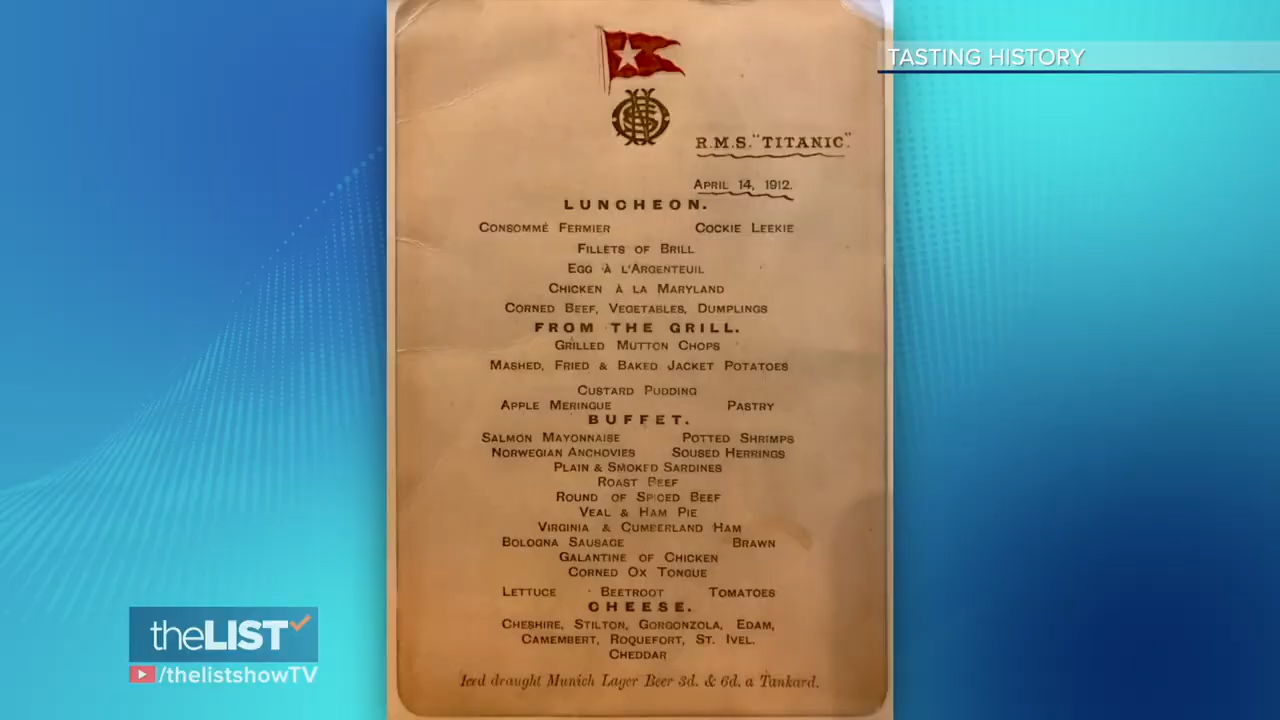 TASTING HISTORY
R.M.S. "TITANIC".
APRIL 14, 1912.
LUNCHEON.
CONSOMMÉ FERMIER COCKIE LEEKIE
FILLETS OF BRILL
EGG À L'ARGENTEUIL
CHICKEN À LA MARYLAND
CORNED BEEF, VEGETABLES, DUMPLINGS
FROM THE GRILL.
GRILLED MUTTON CHOPS
MASHED, FRIED & BAKED JACKET POTATOES
CUSTARD PUDDING
APPLE MERINGUE PASTRY
BUFFET.
SALMON MAYONNAISE POTTED SHRIMPS
NORWEGIAN ANCHOVIES SOUSED HERRINGS
PLAIN & SMOKED SARDINES
ROAST BEEF
ROUND OF SPICED BEEF
VEAL & HAM PIE
VIRGINIA & CUMBERLAND HAM
BOLOGNA SAUSAGE BRAWN
GALANTINE OF CHICKEN
CORNED OX TONGUE
LETTUCE BEETROOT TOMATOES
CHEESE.
CHESHIRE, STILTON, GORGONZOLA, EDAM,
CAMEMBERT, ROQUEFORT, ST. IVEL.
CHEDDAR
Iced draught Munich Lager Beer 3d. & 6d. a Tankard.
theLIST
/thelistshowTV